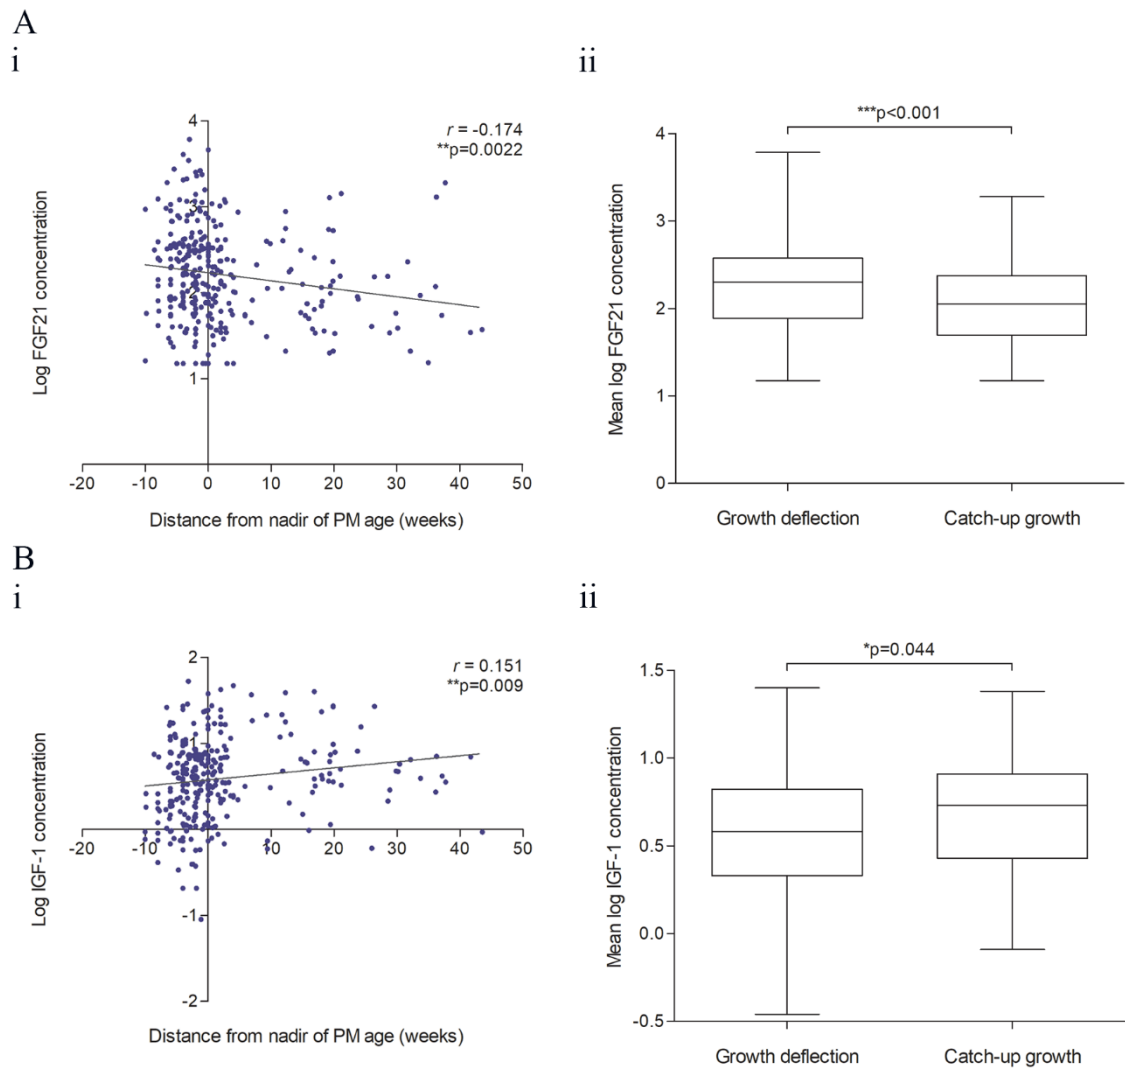 A
i
ii
4
3
2
1
-20 -10 0 10 20 30 40 50
r = -0.174
**p=0.0022
Log FGF21 concentration
Distance from nadir of PM age (weeks)
***p<0.001
4
3
2
1
0
Mean log FGF21 concentration
Growth deflection Catch-up growth
B
i
ii
2
1
-20 -10 0 10 20 30 40 50
-1
-2
r = 0.151
**p=0.009
Log IGF-1 concentration
Distance from nadir of PM age (weeks)
*p=0.044
1.5
1.0
0.5
0.0
-0.5
Mean log IGF-1 concentration
Growth deflection Catch-up growth